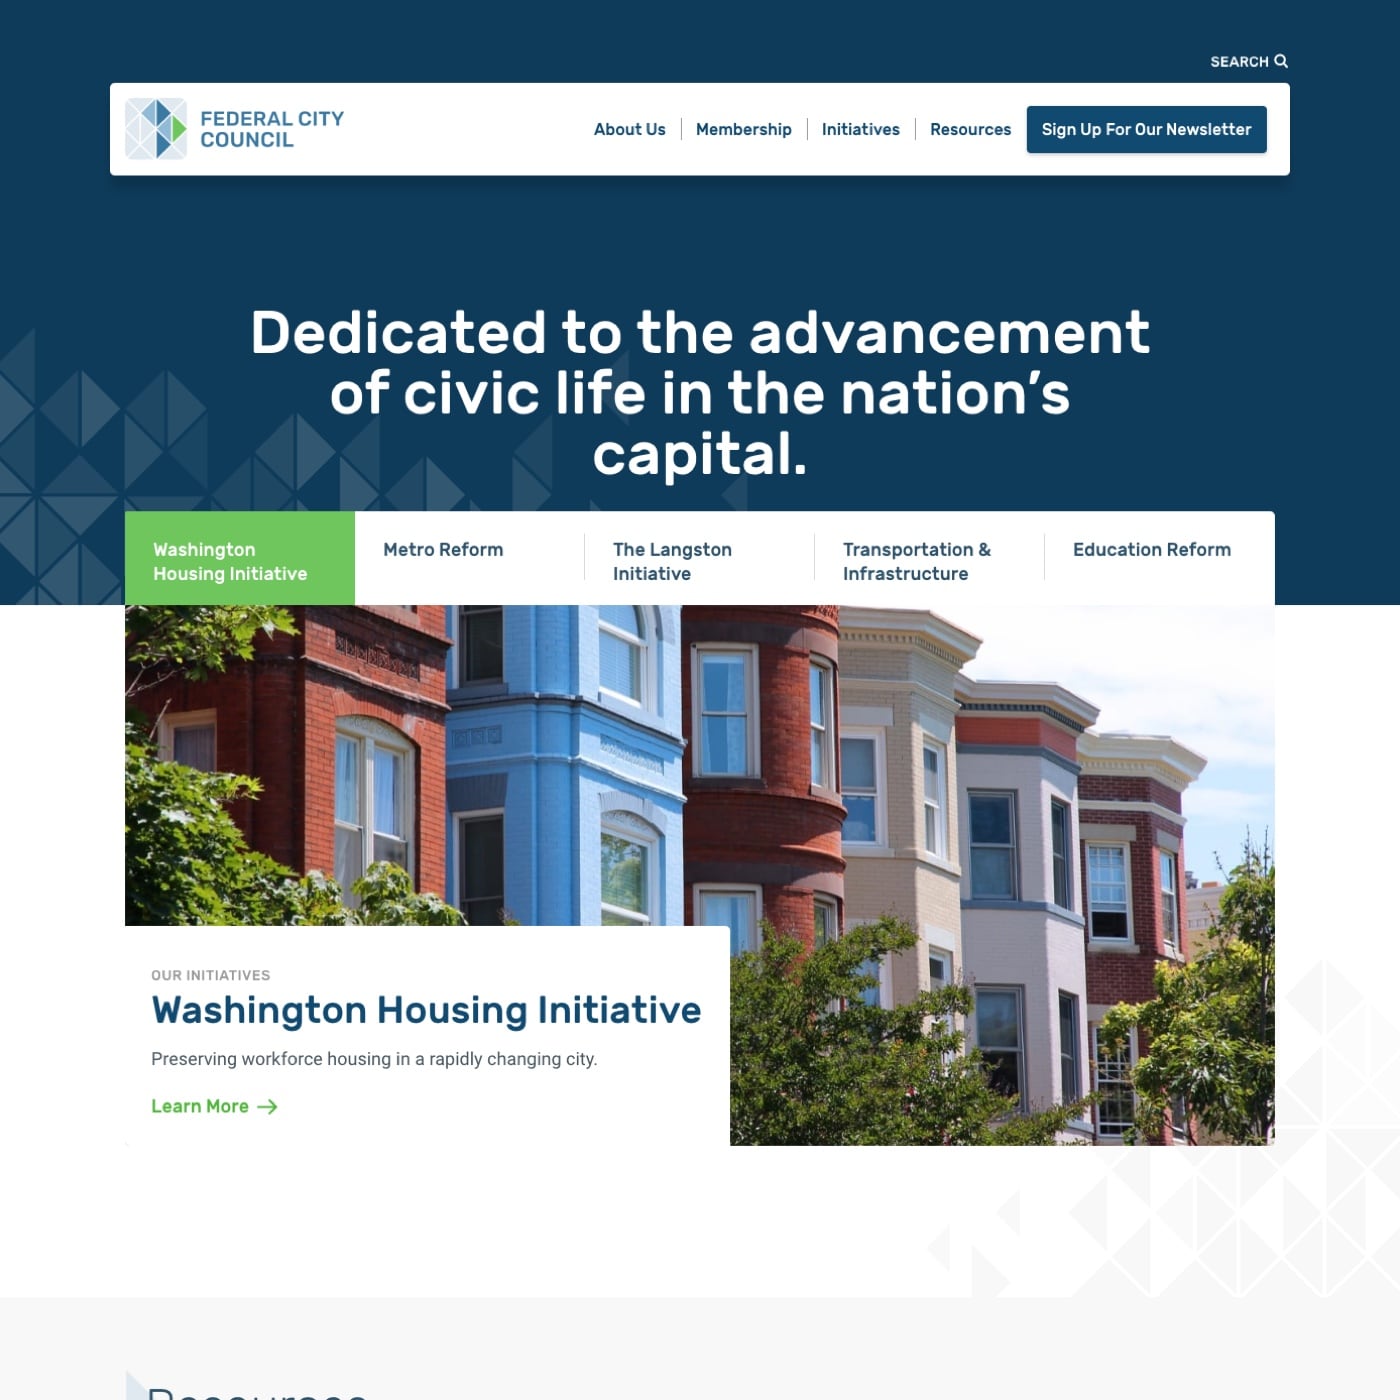 SEARCH
FEDERAL CITY
COUNCIL
About Us
Membership
Initiatives
Resources
Sign Up For Our Newsletter
Dedicated to the advancement
of civic life in the nation’s
capital.
Washington
Housing Initiative
Metro Reform
The Langston
Initiative
Transportation &
Infrastructure
Education Reform
OUR INITIATIVES
Washington Housing Initiative
Preserving workforce housing in a rapidly changing city.
Learn More
Resources